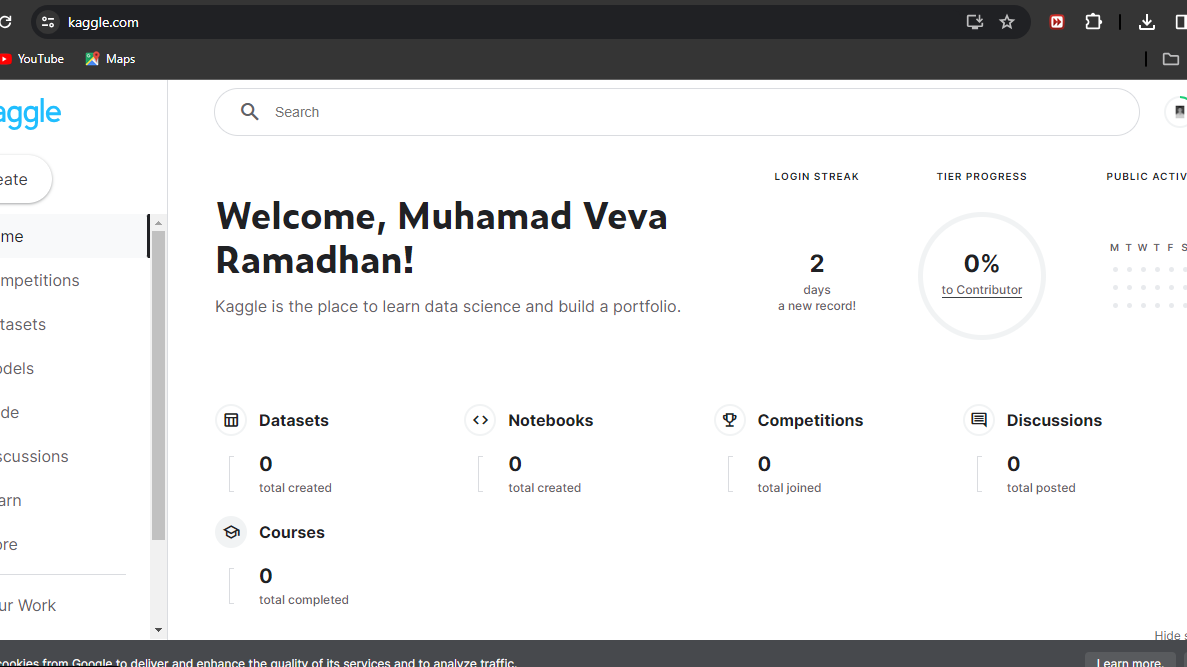 kaggle.com
YouTube
Maps
aggle
eate
Search
me
mpetitions
tasets
odels
de
scussions
arn
ore
ur Work
Welcome, Muhamad Veva
Ramadhan!
Kaggle is the place to learn data science and build a portfolio.
LOGIN STREAK
2
days
a new record!
TIER PROGRESS
0%
to Contributor
PUBLIC ACTIV
M T W T F S
Datasets
0
total created
Notebooks
0
total created
Competitions
0
total joined
Discussions
0
total posted
Courses
0
total completed
Hide s
cookies from Google to deliver and enhance the quality of its services and to analyze traffic.
Learn more.